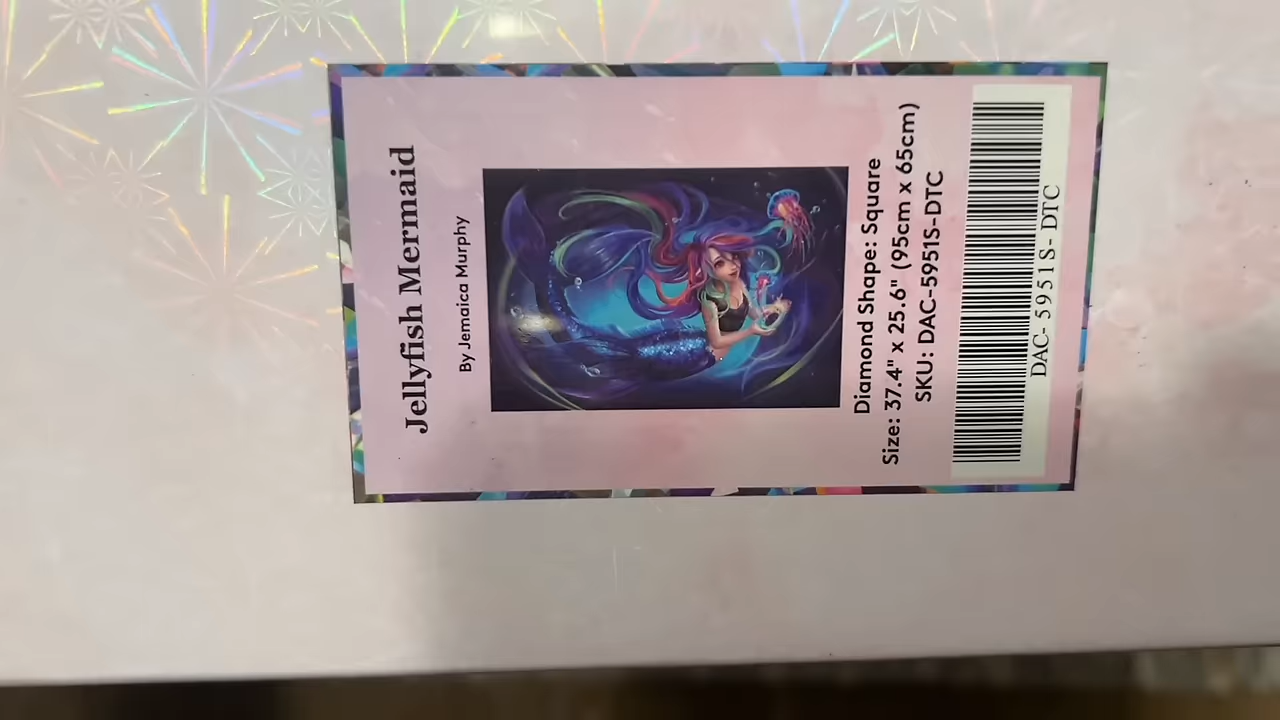 Jellyfish Mermaid
By Jemaica Murphy
Diamond Shape: Square
Size: 37.4" x 25.6" (95cm x 65cm)
SKU: DAC-5951S-DTC
DAC- 5951S- DTC